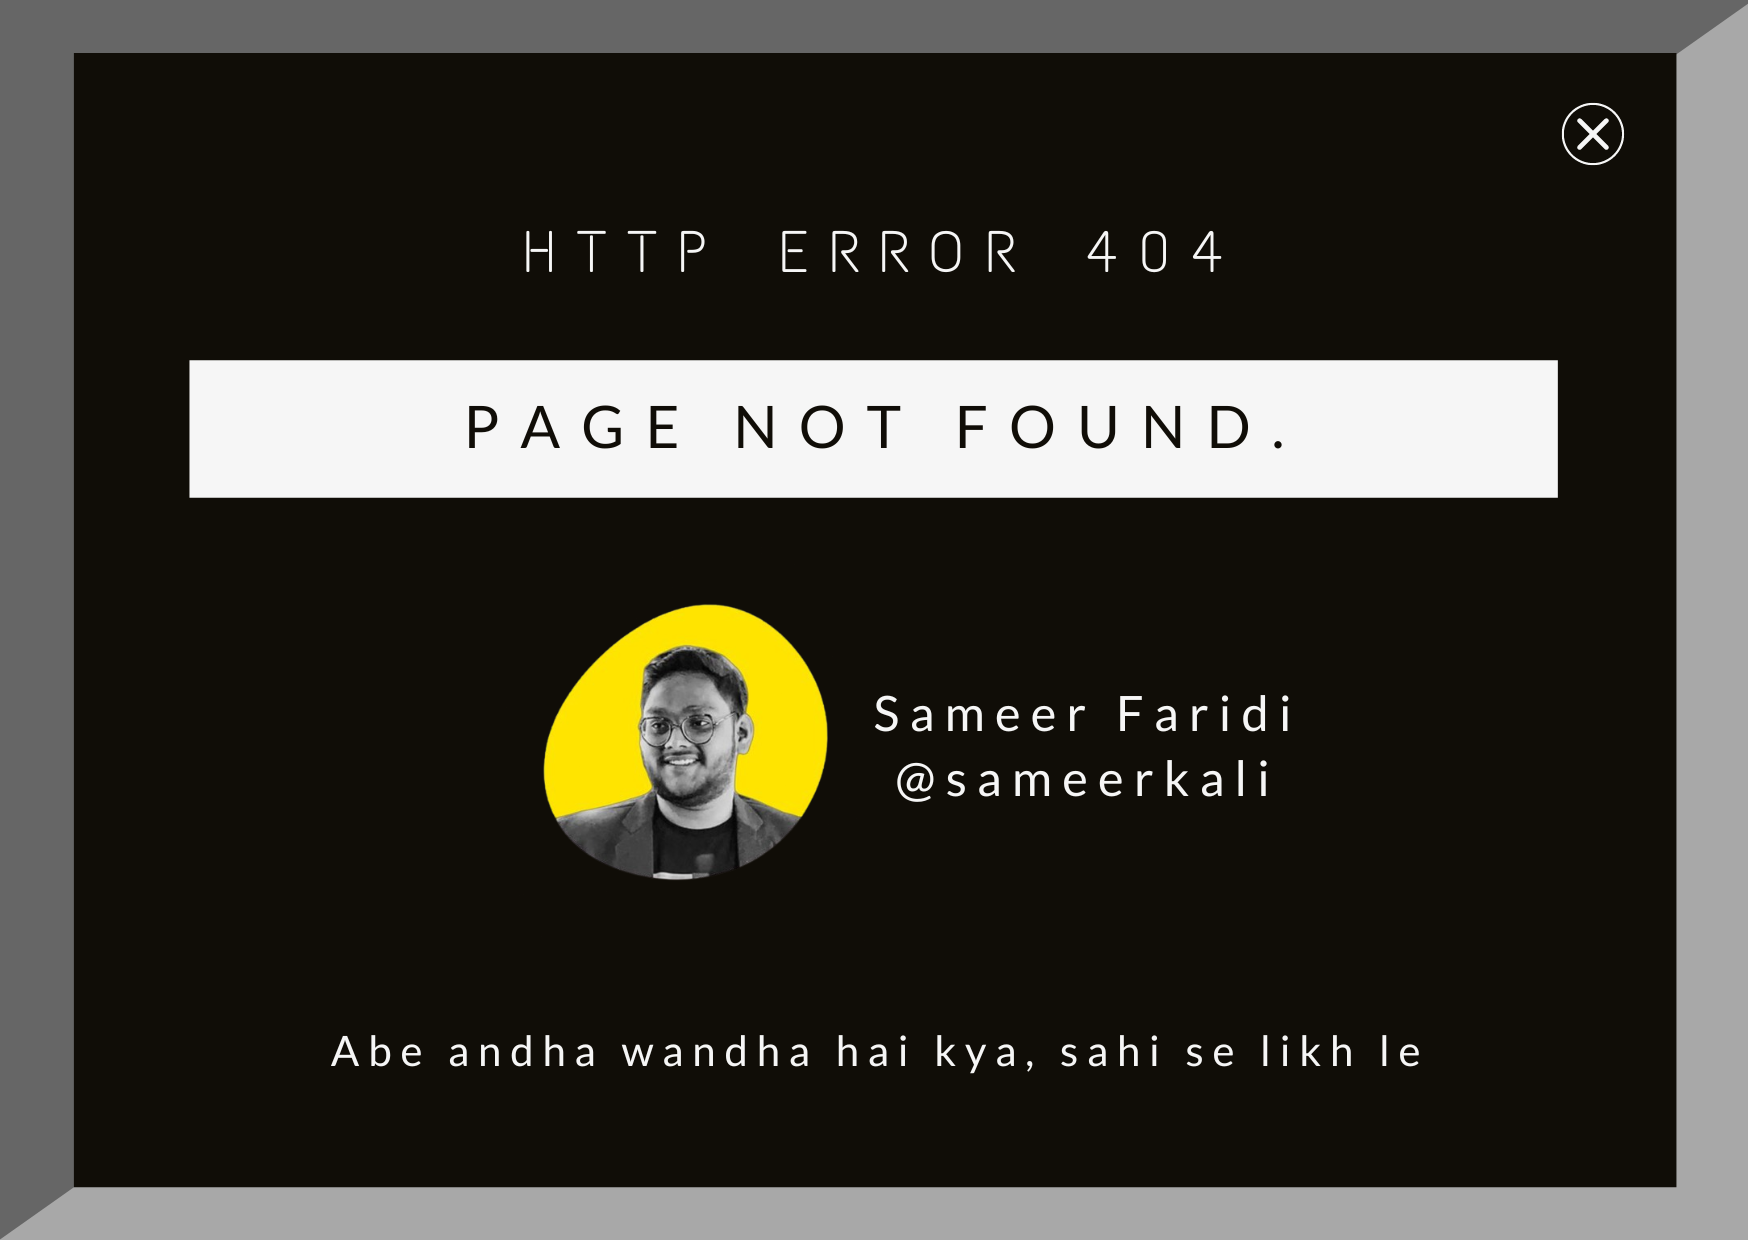 HTTP ERROR 404
PAGE NOT FOUND.
Sameer Faridi
@sameerkali
Abe andha wandha hai kya, sahi se likh le